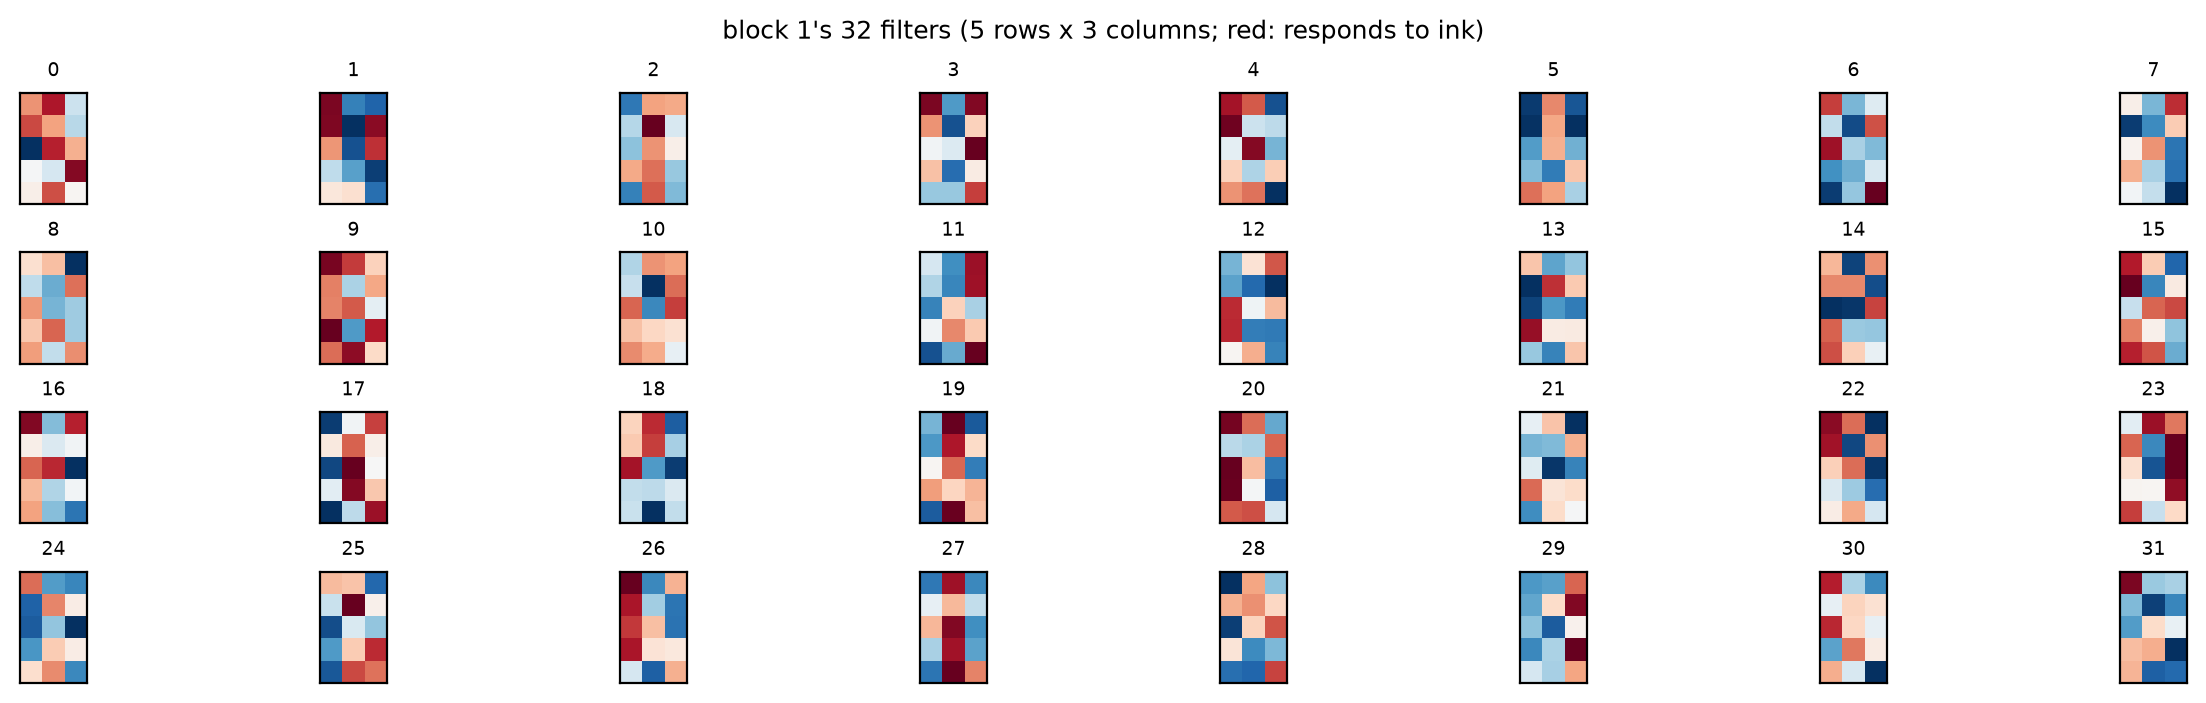 block 1's 32 filters (5 rows x 3 columns; red: responds to ink)
0 1 2 3 4 5 6 7
8 9 10 11 12 13 14 15
16 17 18 19 20 21 22 23
24 25 26 27 28 29 30 31